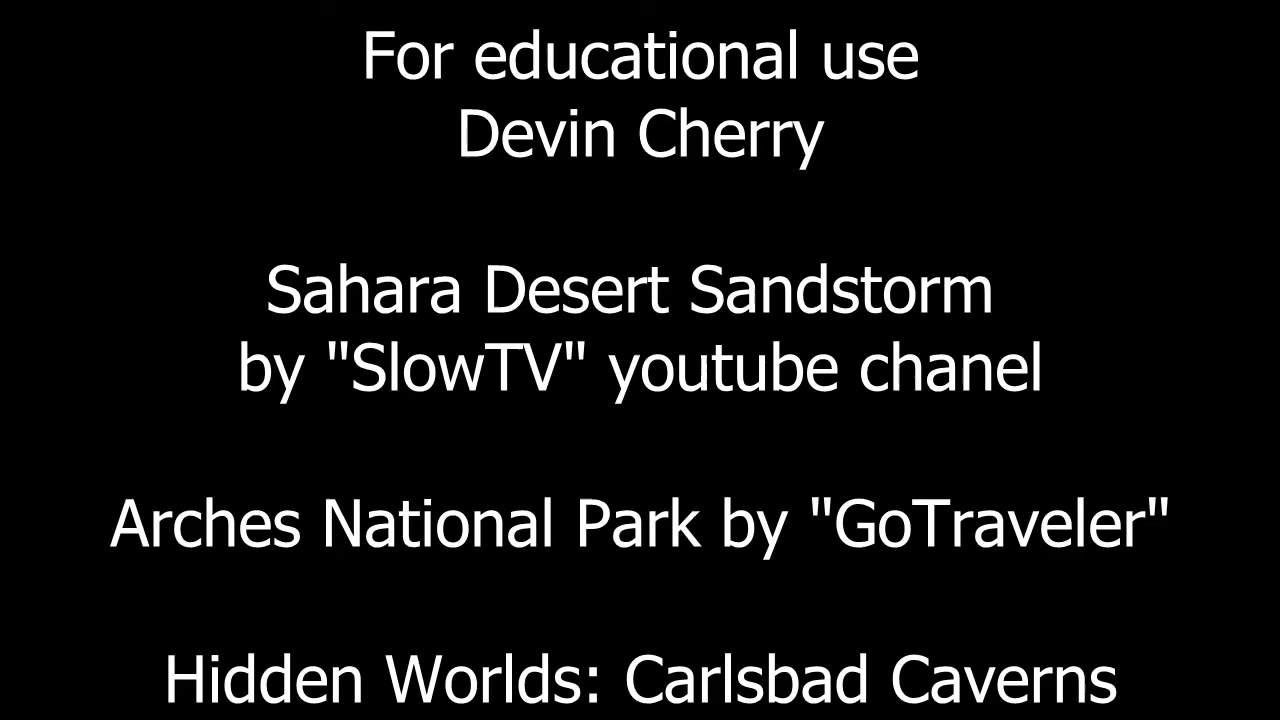 For educational use
Devin Cherry
Sahara Desert Sandstorm
by "SlowTV" youtube chanel
Arches National Park by "GoTraveler"
Hidden Worlds: Carlsbad Caverns